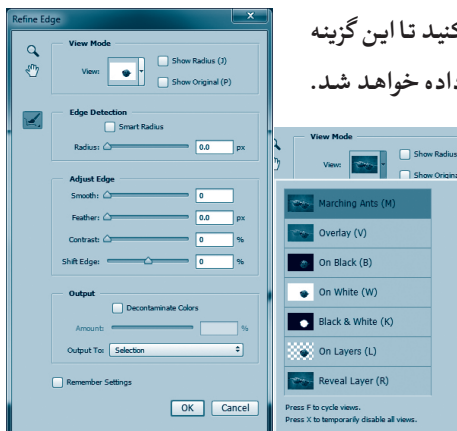 کنید تا این گزینه
داده خواهد شد.
Refine Edge
View Mode
View:
Show Radius (J)
Show Original (P)
Edge Detection
Smart Radius
Radius: 0.0 px
Adjust Edge
Smooth: 0
Feather: 0.0 px
Contrast: 0 %
Shift Edge: 0 %
Output
Decontaminate Colors
Amount: %
Output To: Selection
Remember Settings
OK Cancel
View Mode
View:
Show Radius
Show Origina
Marching Ants (M)
Overlay (V)
On Black (B)
On White (W)
Black & White (K)
On Layers (L)
Reveal Layer (R)
Press F to cycle views.
Press X to temporarily disable all views.